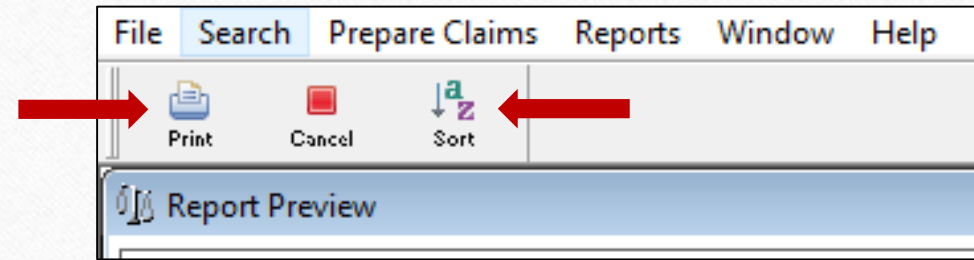 File Search Prepare Claims Reports Window Help
Print Cancel Sort
Report Preview